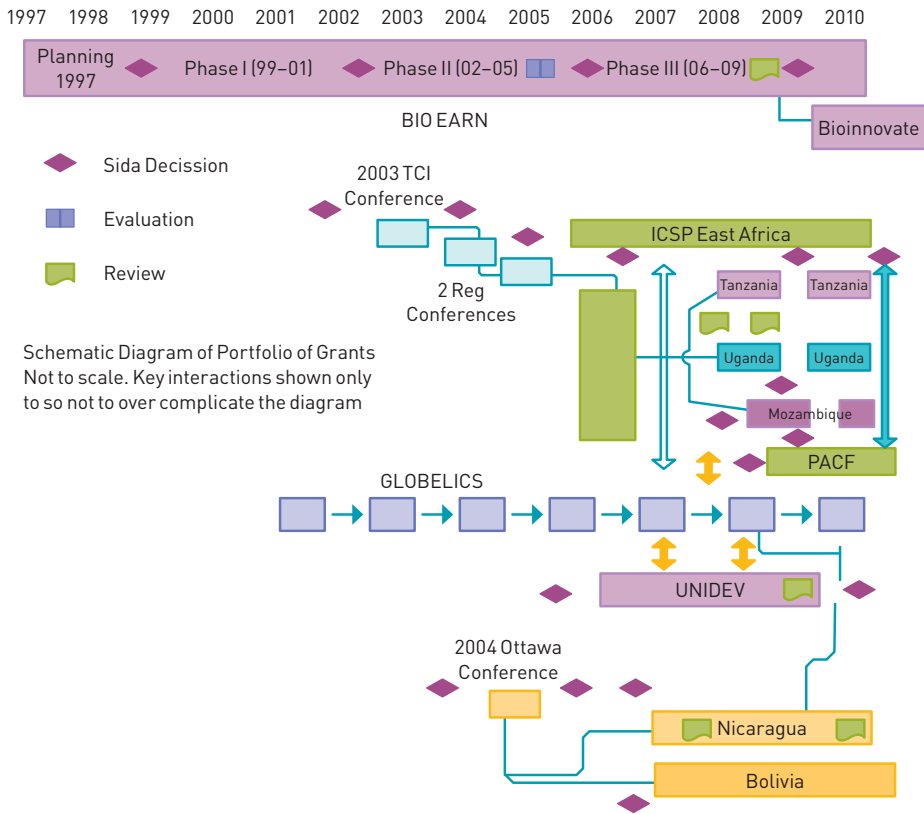 1997 1998 1999 2000 2001 2002 2003 2004 2005 2006 2007 2008 2009 2010
Planning
1997
Phase I (99–01)
Phase II (02–05)
Phase III (06–09)
BIO EARN
Bioinnovate
Sida Decission
Evaluation
Review
2003 TCI
Conference
2 Reg
Conferences
ICSP East Africa
Tanzania
Tanzania
Uganda
Uganda
Mozambique
PACF
Schematic Diagram of Portfolio of Grants
Not to scale. Key interactions shown only
to so not to over complicate the diagram
GLOBELICS
UNIDEV
2004 Ottawa
Conference
Nicaragua
Bolivia